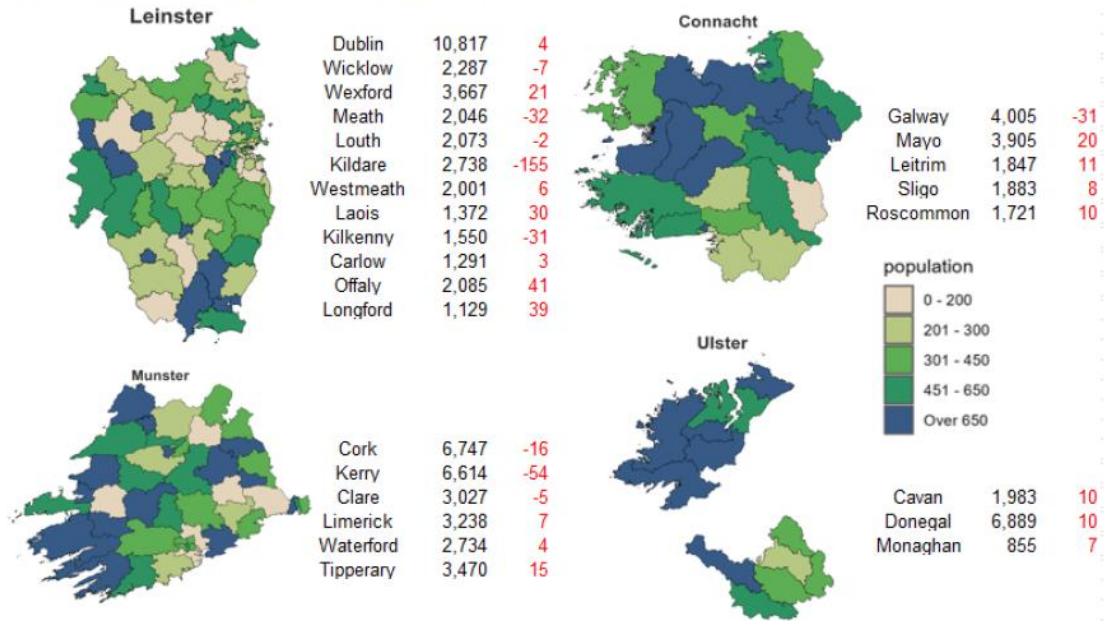 Leinster
Dublin 10,817 4
Wicklow 2,287 -7
Wexford 3,667 21
Meath 2,046 -32
Louth 2,073 -2
Kildare 2,738 -155
Westmeath 2,001 6
Laois 1,372 30
Kilkenny 1,550 -31
Carlow 1,291 3
Offaly 2,085 41
Longford 1,129 39
Connacht
Galway 4,005 -31
Mayo 3,905 20
Leitrim 1,847 11
Sligo 1,883 8
Roscommon 1,721 10
population
0 - 200
201 - 300
301 - 450
451 - 650
Over 650
Munster
Cork 6,747 -16
Kerry 6,614 -54
Clare 3,027 -5
Limerick 3,238 7
Waterford 2,734 4
Tipperary 3,470 15
Ulster
Cavan 1,983 10
Donegal 6,889 10
Monaghan 855 7